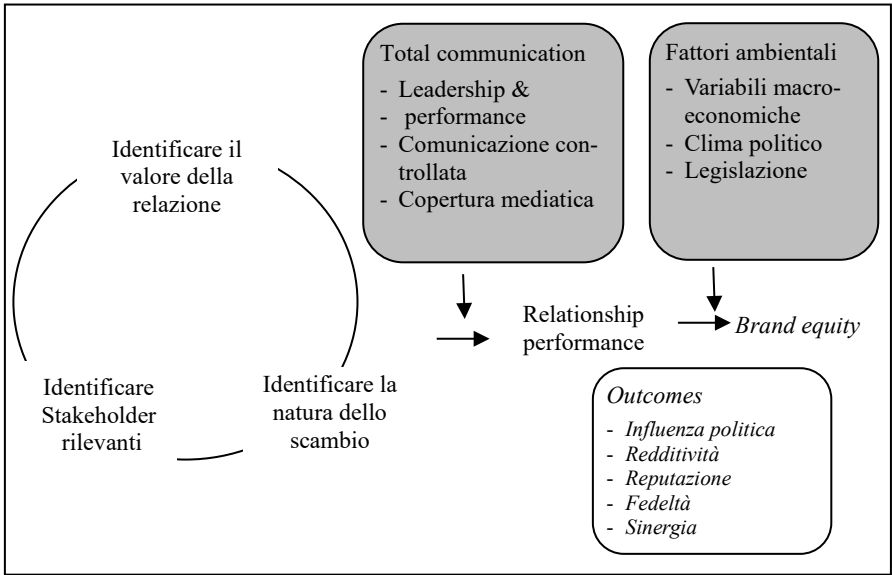 Total communication
- Leadership &
- performance
- Comunicazione con-
trollata
- Copertura mediatica
Fattori ambientali
- Variabili macro-
economiche
- Clima politico
- Legislazione
Identificare il
valore della
relazione
Identificare
Stakeholder
rilevanti
Identificare la
natura dello
scambio
Relationship
performance
Brand equity
Outcomes
- Influenza politica
- Redditività
- Reputazione
- Fedeltà
- Sinergia